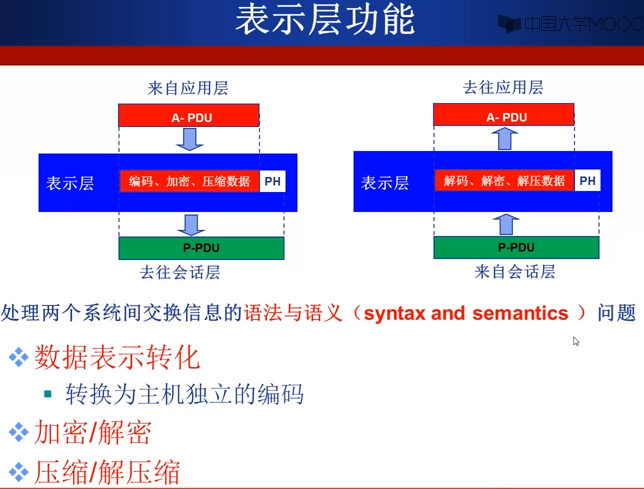 表示层功能
中国大学MOOC
来自应用层
去往应用层
A- PDU
A- PDU
表示层
编码、加密、压缩数据
PH
表示层
解码、解密、解压数据
PH
P-PDU
P-PDU
去往会话层
来自会话层
处理两个系统间交换信息的语法与语义（syntax and semantics ）问题
数据表示转化
转换为主机独立的编码
加密/解密
压缩/解压缩